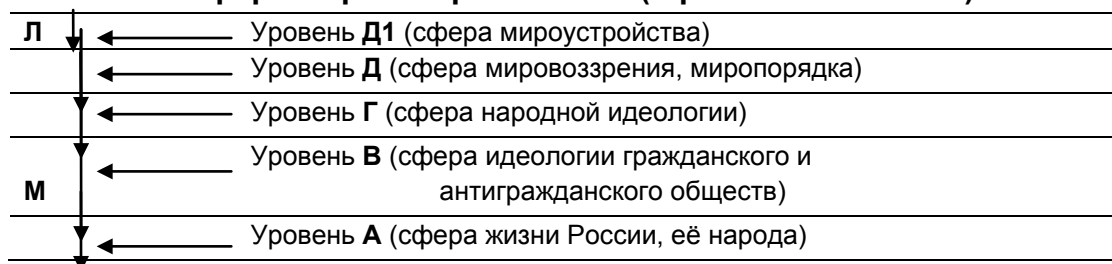 Л Уровень Д1 (сфера мироустройства)
Уровень Д (сфера мировоззрения, миропорядка)
Уровень Г (сфера народной идеологии)
Уровень В (сфера идеологии гражданского и
М антигражданского обществ)
Уровень А (сфера жизни России, её народа)